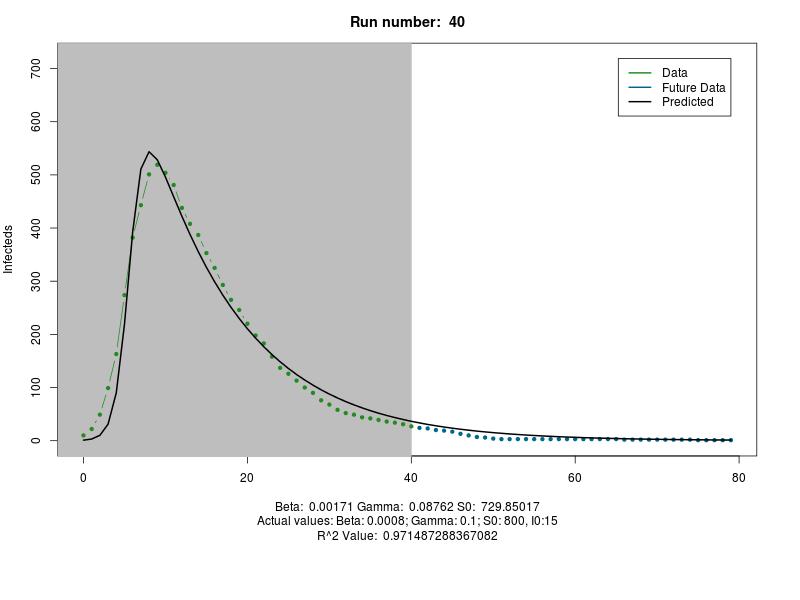 Run number: 40
700
600
500
400
300
200
100
0
Infecteds
Data
Future Data
Predicted
0
20
40
60
80
Beta: 0.00171 Gamma: 0.08762 S0: 729.85017
Actual values: Beta: 0.0008; Gamma: 0.1; S0: 800, I0:15
R^2 Value: 0.971487288367082